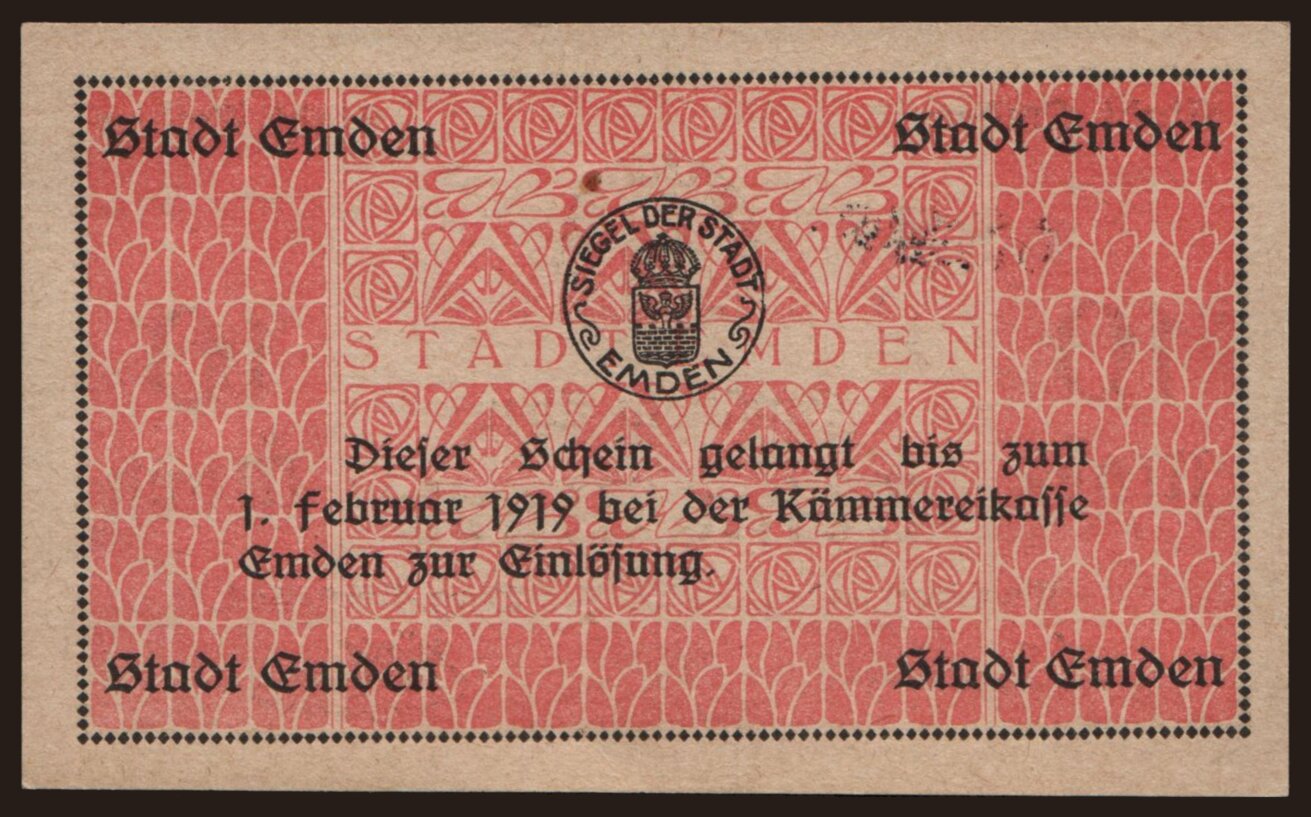 Stadt Emden Stadt Emden
SIEGEL DER STADT
EMDEN
STADT EMDEN
Dieser Schein gelangt bis zum
1. Februar 1919 bei der Kämmereikasse
Emden zur Einlösung.
Stadt Emden Stadt Emden